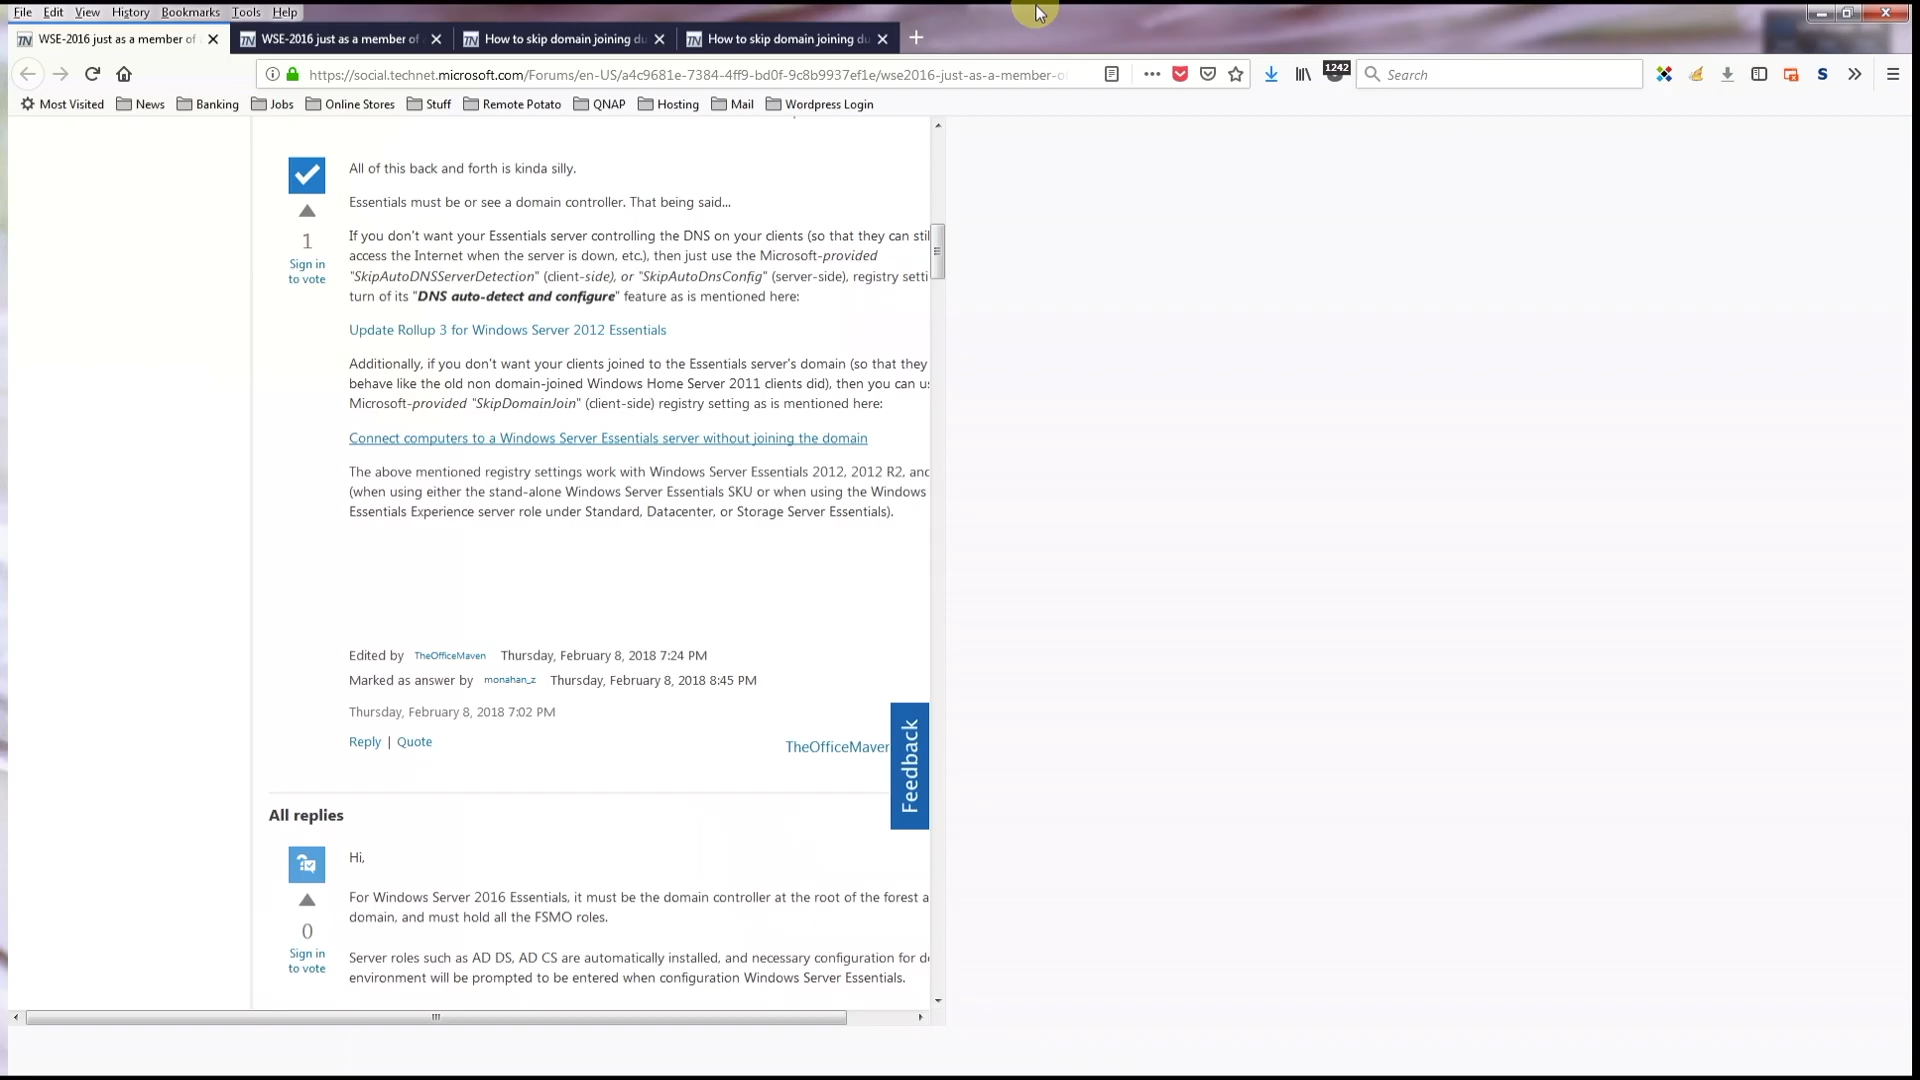 File Edit View History Bookmarks Tools Help
WSE-2016 just as a member of
WSE-2016 just as a member of
How to skip domain joining du
How to skip domain joining du
https://social.technet.microsoft.com/Forums/en-US/a4c9681e-7384-4ff9-bd0f-9c8b9937ef1e/wse2016-just-as-a-member-o
1242
Search
Most Visited News Banking Jobs Online Stores Stuff Remote Potato QNAP Hosting Mail Wordpress Login
All of this back and forth is kinda silly.
Essentials must be or see a domain controller. That being said...
1
Sign in
to vote
If you don't want your Essentials server controlling the DNS on your clients (so that they can stil
access the Internet when the server is down, etc.), then just use the Microsoft-provided
"SkipAutoDNSServerDetection" (client-side), or "SkipAutoDnsConfig" (server-side), registry setti
turn of its "DNS auto-detect and configure" feature as is mentioned here:
Update Rollup 3 for Windows Server 2012 Essentials
Additionally, if you don't want your clients joined to the Essentials server's domain (so that they
behave like the old non domain-joined Windows Home Server 2011 clients did), then you can us
Microsoft-provided "SkipDomainJoin" (client-side) registry setting as is mentioned here:
Connect computers to a Windows Server Essentials server without joining the domain
The above mentioned registry settings work with Windows Server Essentials 2012, 2012 R2, and
(when using either the stand-alone Windows Server Essentials SKU or when using the Windows
Essentials Experience server role under Standard, Datacenter, or Storage Server Essentials).
Edited by TheOfficeMaven Thursday, February 8, 2018 7:24 PM
Marked as answer by monahan_z Thursday, February 8, 2018 8:45 PM
Thursday, February 8, 2018 7:02 PM
Reply | Quote
TheOfficeMaven
Feedback
All replies
Hi,
0
Sign in
to vote
For Windows Server 2016 Essentials, it must be the domain controller at the root of the forest a
domain, and must hold all the FSMO roles.
Server roles such as AD DS, AD CS are automatically installed, and necessary configuration for d
environment will be prompted to be entered when configuration Windows Server Essentials.